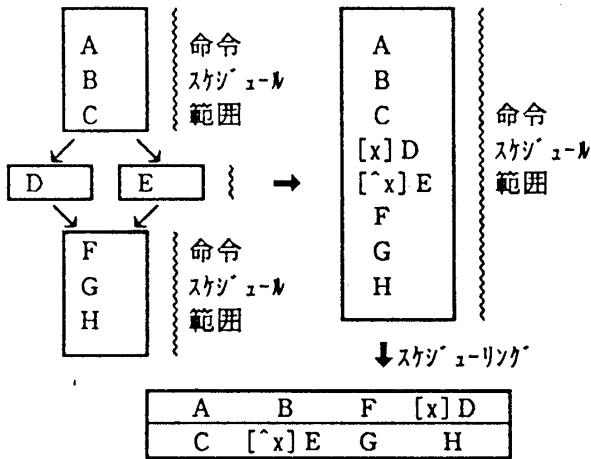 A
B
C
命令
スケジュール
範囲
D
E
F
G
H
命令
スケジュール
範囲
A
B
C
[x] D
[^x] E
F
G
H
命令
スケジュール
範囲
スケジューリング
A B F [x] D
C [^x] E G H